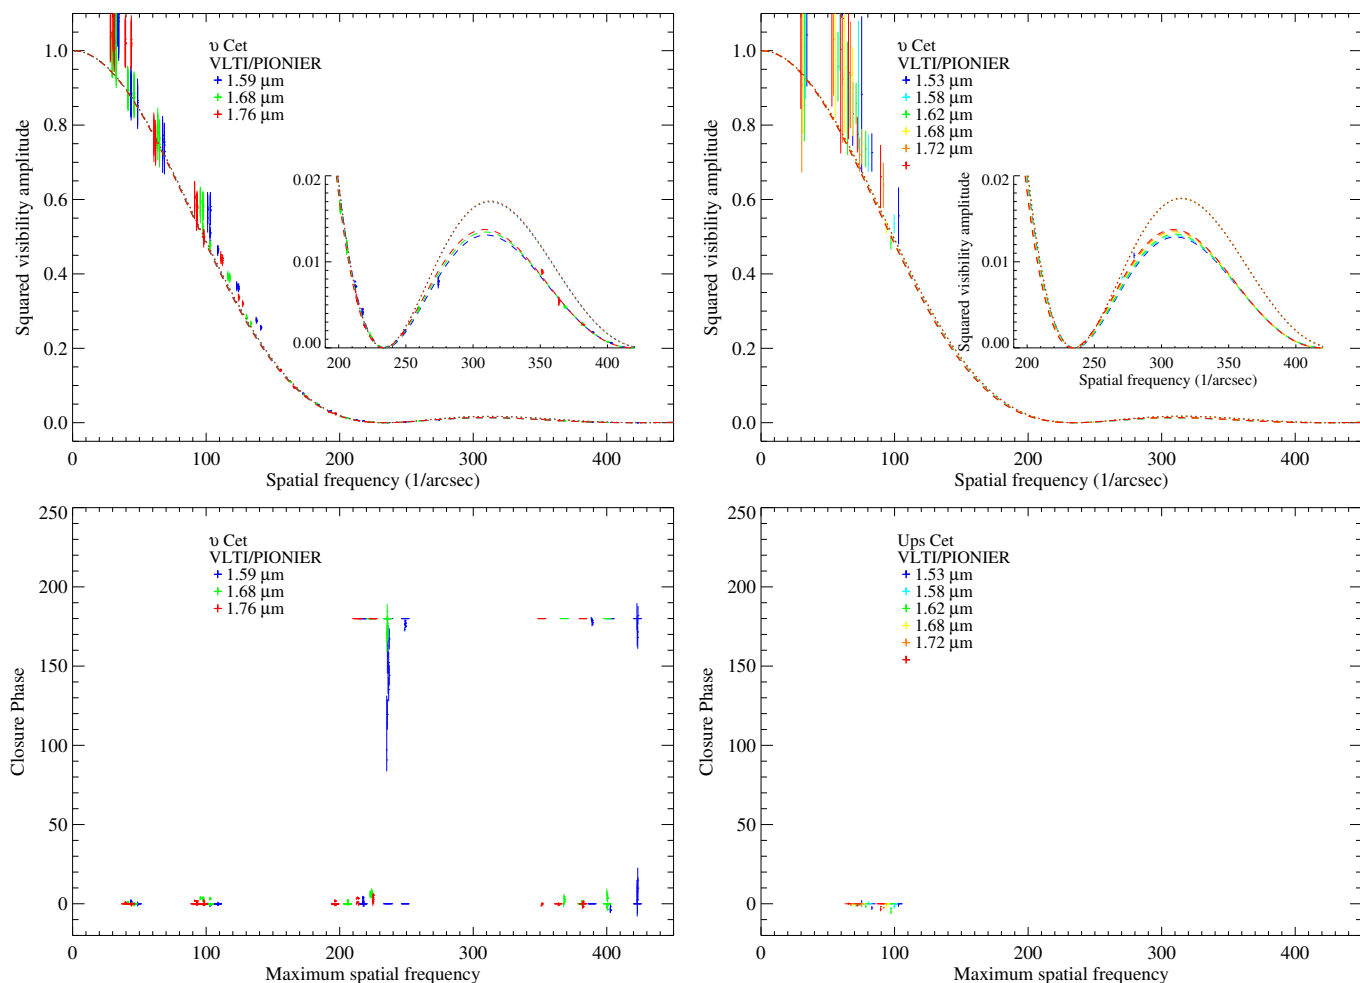 υ Cet
VLTI/PIONIER
1.59 μm
1.68 μm
1.76 μm
Squared visibility amplitude
1.0
0.8
0.6
0.4
0.2
0.0
0.02
0.01
0.00
200 250 300 350 400
0 100 200 300 400
Spatial frequency (1/arcsec)
υ Cet
VLTI/PIONIER
1.53 μm
1.58 μm
1.62 μm
1.68 μm
1.72 μm
Squared visibility amplitude
1.0
0.8
0.6
0.4
0.2
0.0
Squared visibility amplitude
0.02
0.01
0.00
200 250 300 350 400
Spatial frequency (1/arcsec)
0 100 200 300 400
Spatial frequency (1/arcsec)
υ Cet
VLTI/PIONIER
1.59 μm
1.68 μm
1.76 μm
Closure Phase
250
200
150
100
50
0
0 100 200 300 400
Maximum spatial frequency
Ups Cet
VLTI/PIONIER
1.53 μm
1.58 μm
1.62 μm
1.68 μm
1.72 μm
Closure Phase
250
200
150
100
50
0
0 100 200 300 400
Maximum spatial frequency